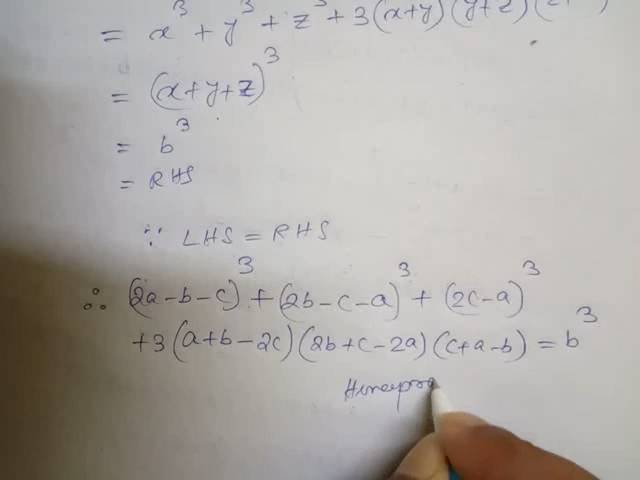 = x³ + y³ + z³ + 3(x+y)(y+z)
= (x+y+z)³
= b³
= RHS
∵ LHS = RHS
∴ (2a-b-c)³ + (2b-c-a)³ + (2c-a)³
+3(a+b-2c)(2b+c-2a)(c+a-b) = b³